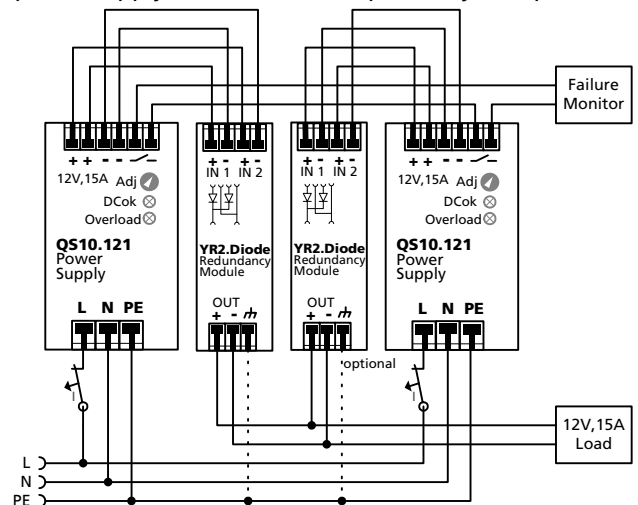 Failure
Monitor
+ + - -
12V,15A Adj
DCok
Overload
QS10.121
Power
Supply
L N PE
+ - + -
IN 1 IN 2
YR2.Diode
Redundancy
Module
OUT
+ -
+ - + -
IN 1 IN 2
YR2.Diode
Redundancy
Module
OUT
+ -
optional
+ + - -
12V,15A Adj
DCok
Overload
QS10.121
Power
Supply
L N PE
I
I
12V,15A
Load
L
N
PE